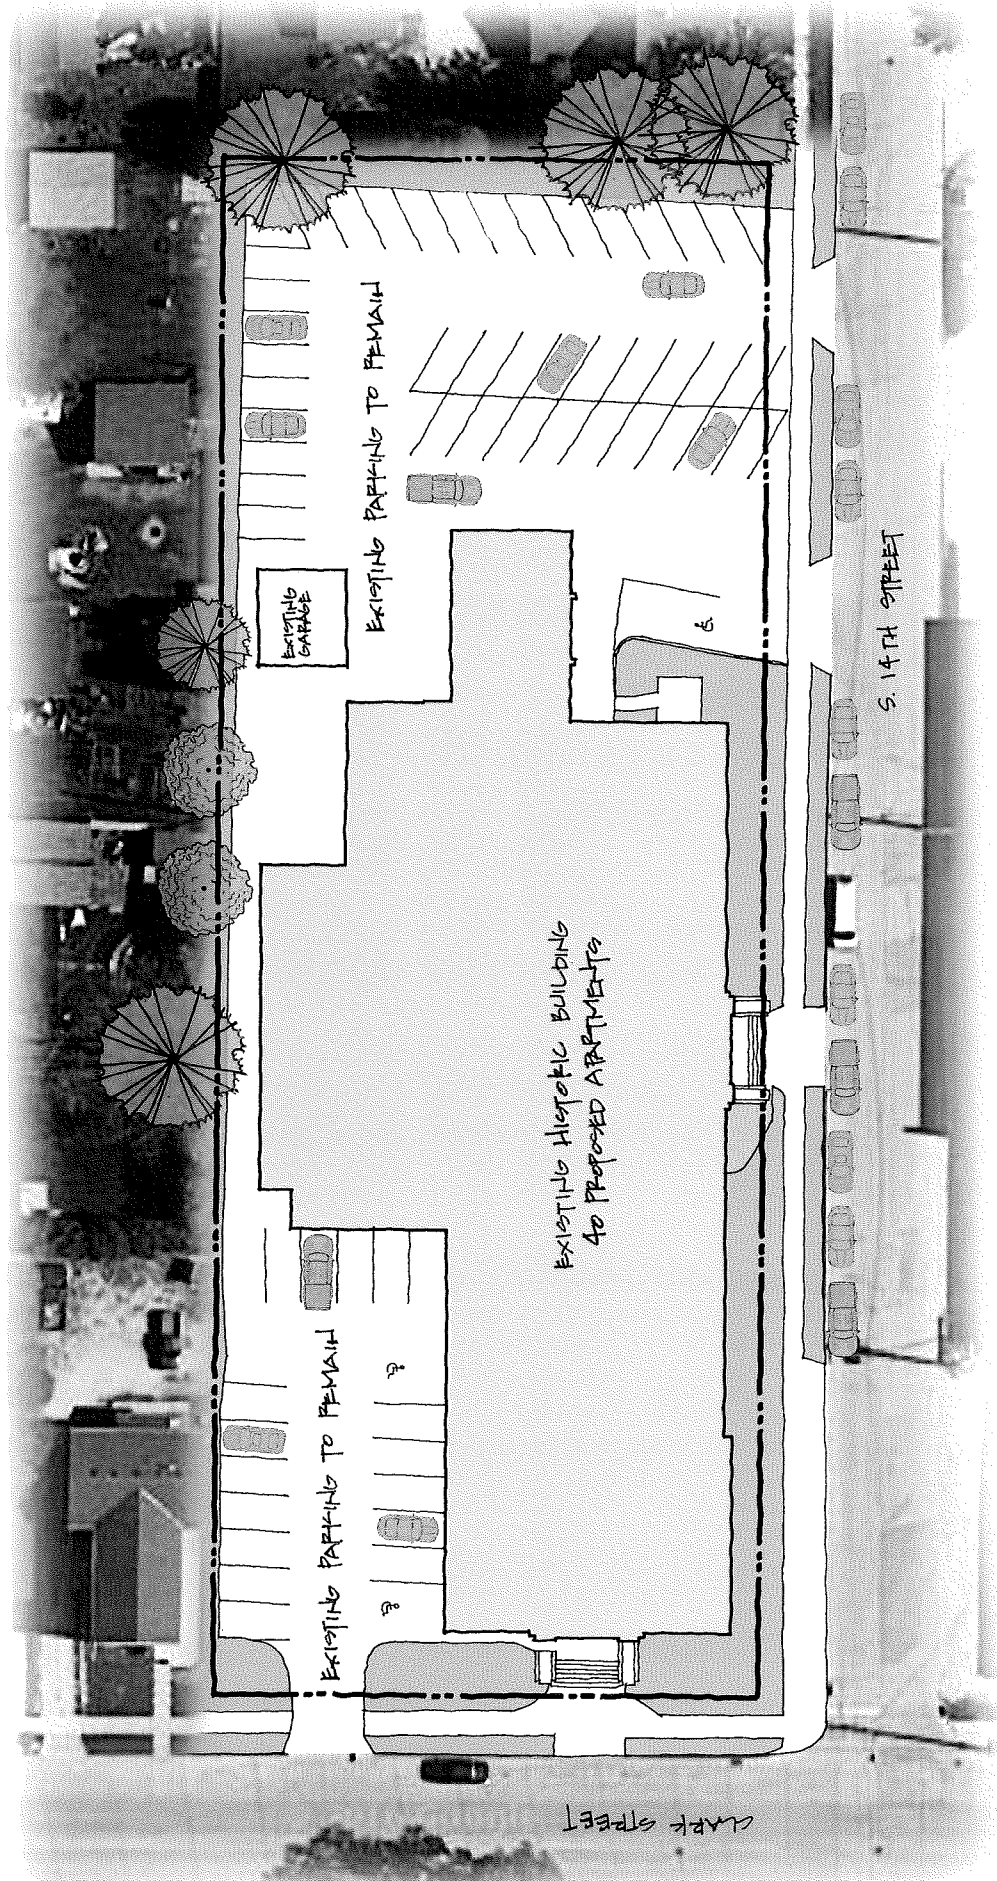 EXISTING PARKING TO REMAIN
EXISTING
GARAGE
S. 14TH STREET
EXISTING HISTORIC BUILDING
40 PROPOSED APARTMENTS
EXISTING PARKING TO REMAIN
CLARK STREET